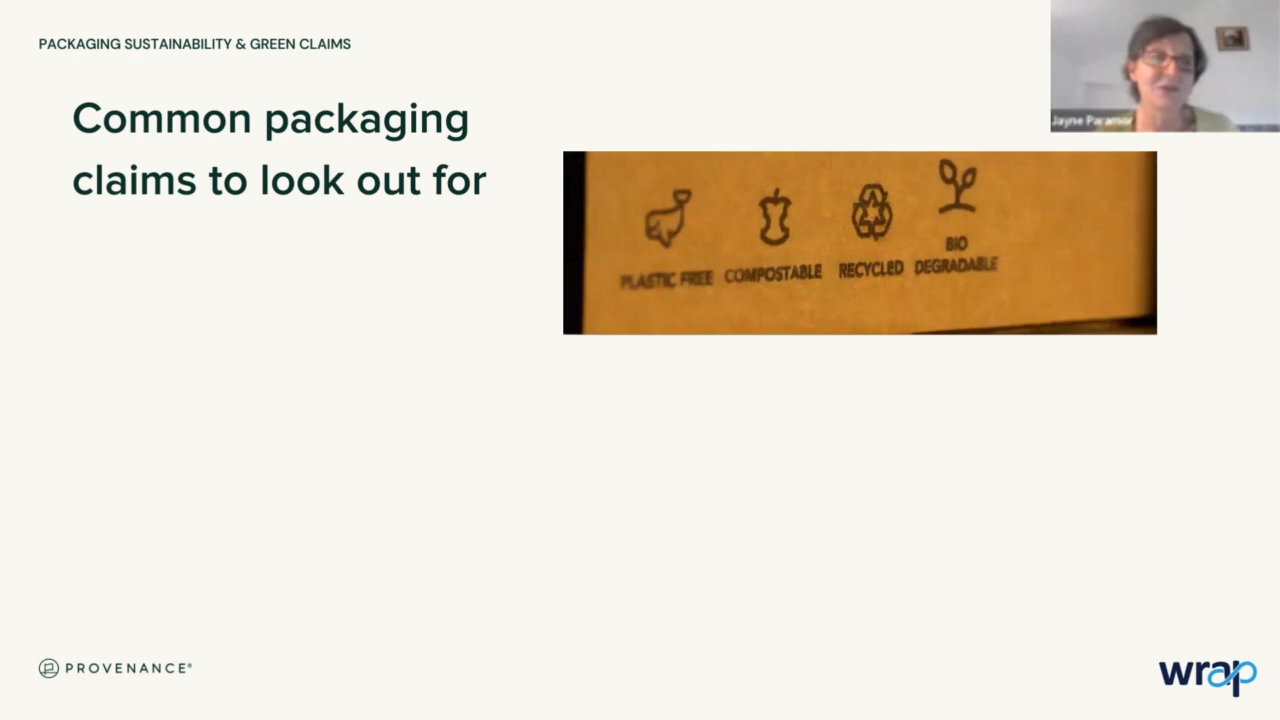 PACKAGING SUSTAINABILITY & GREEN CLAIMS
Common packaging
claims to look out for
Jayne Paramor
PLASTIC FREE COMPOSTABLE RECYCLED BIO
DEGRADABLE
PROVENANCE®
wrap